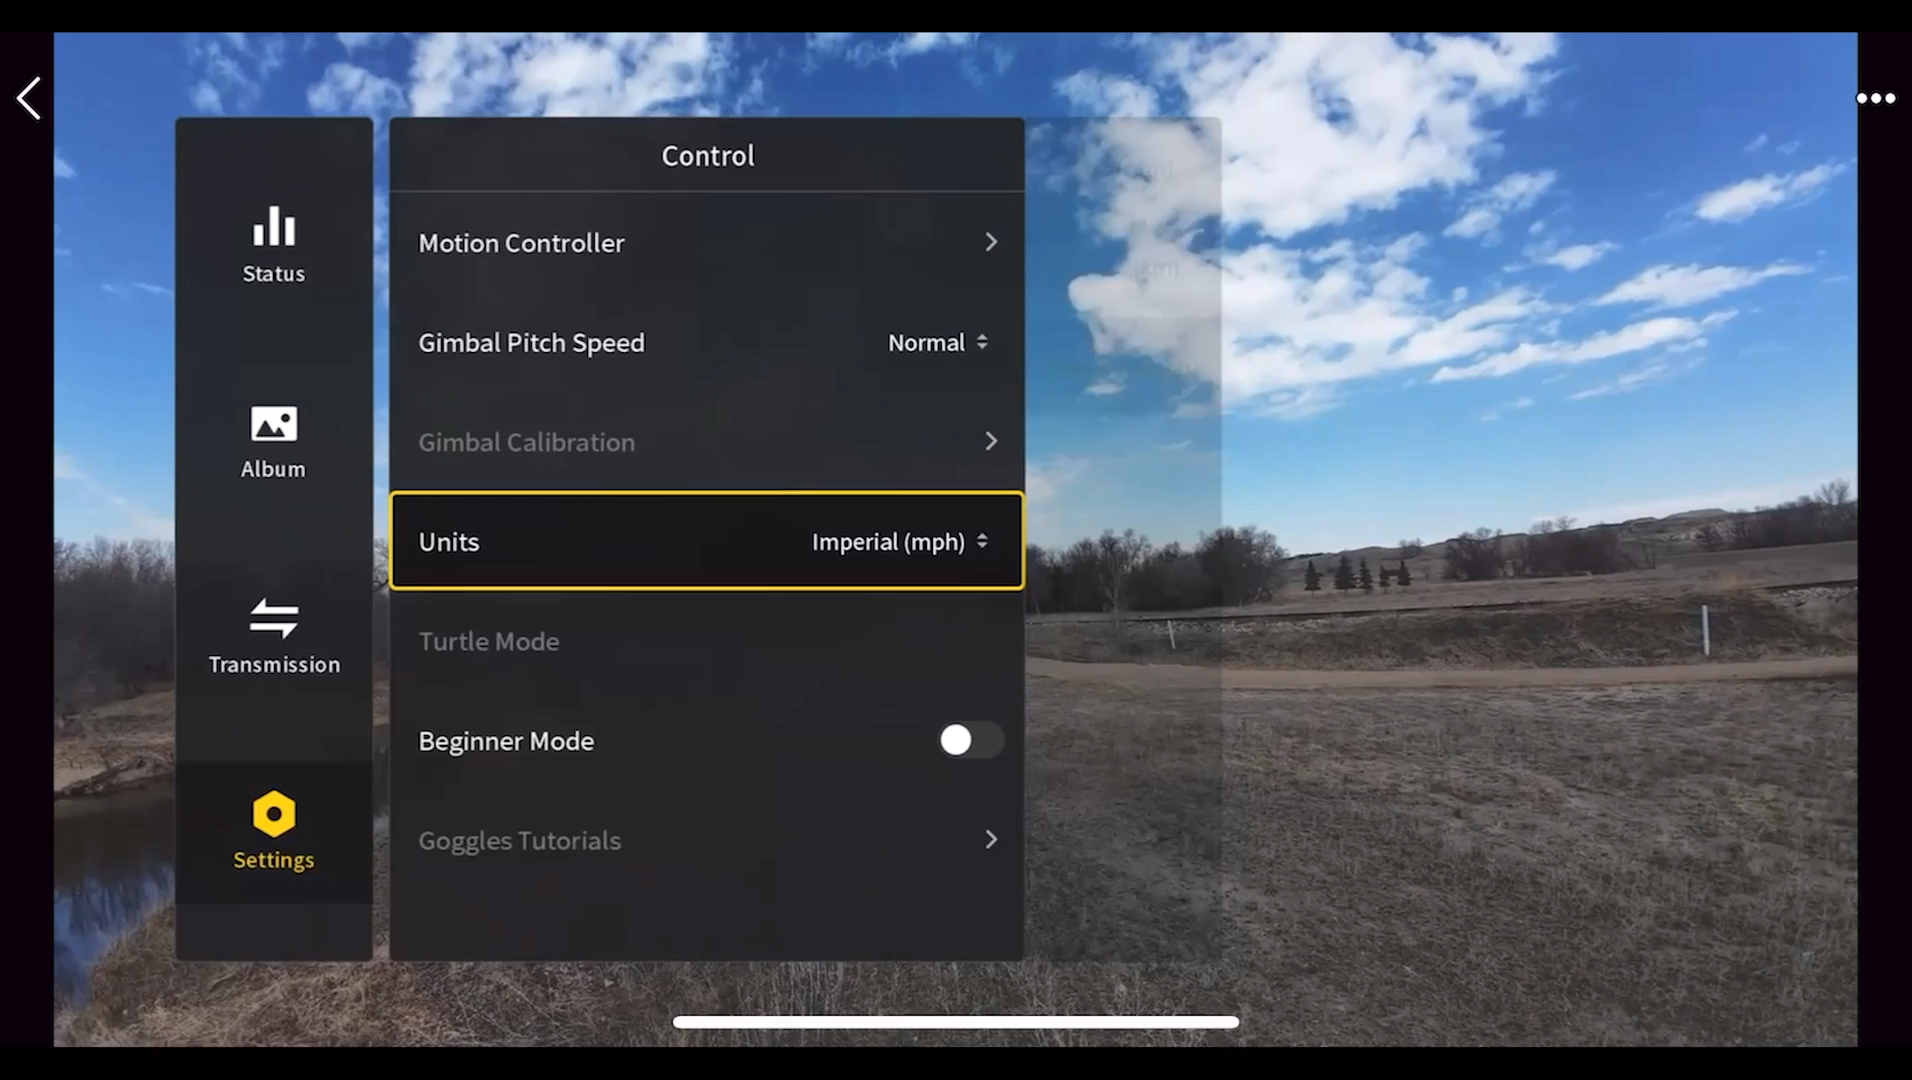 Status
Album
Transmission
Settings
Control
Motion Controller
Gimbal Pitch Speed Normal
Gimbal Calibration
Units Imperial (mph)
Turtle Mode
Beginner Mode
Goggles Tutorials